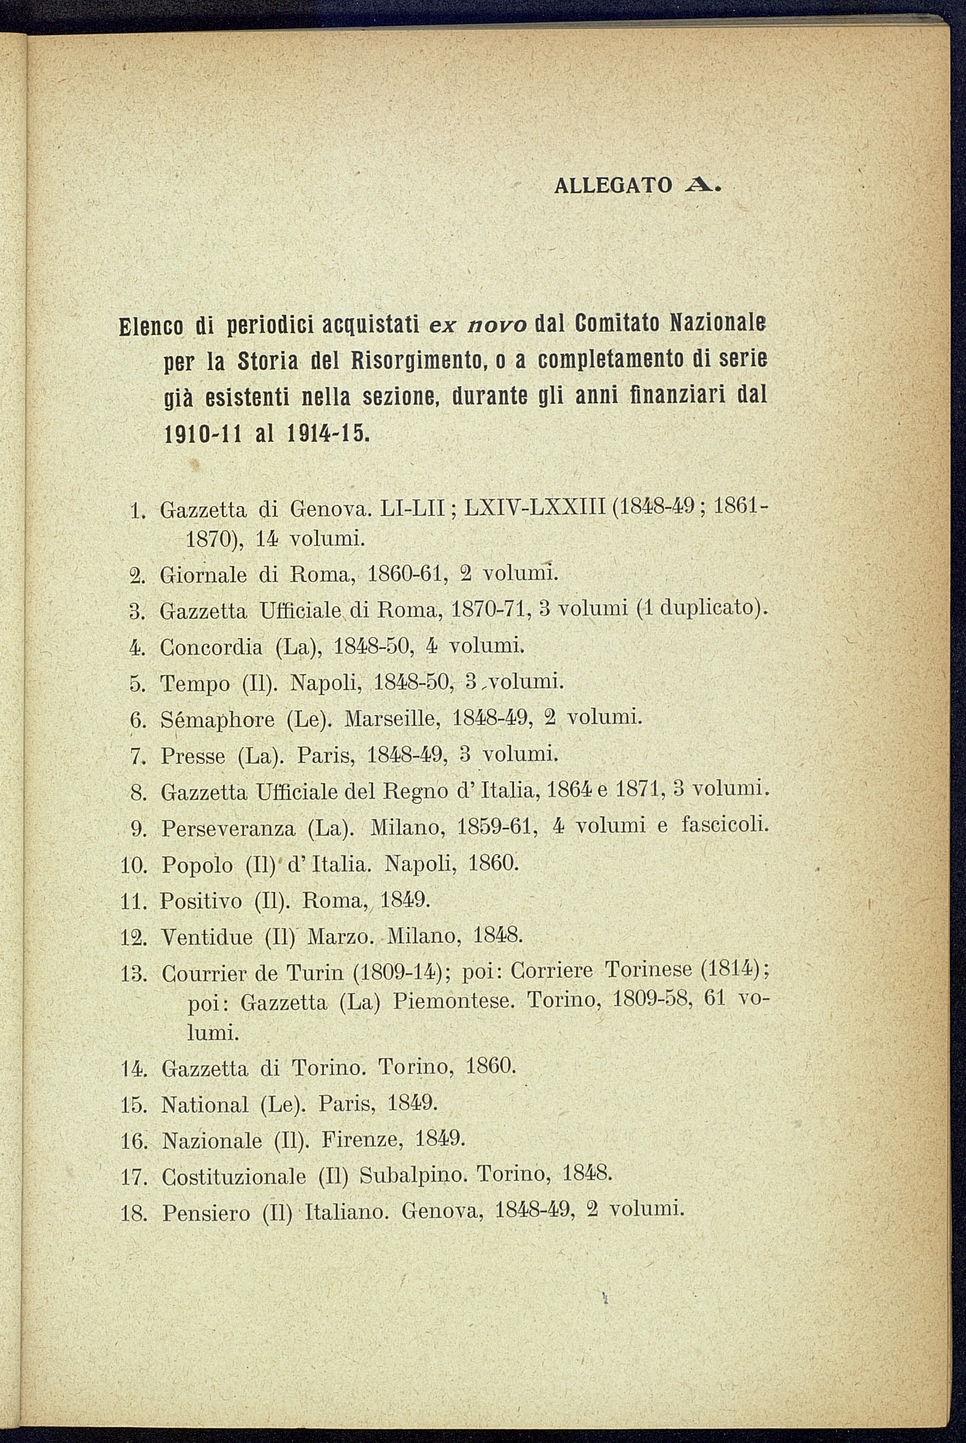 ALLEGATO A.
Elenco di periodici acquistati ex novo dal Comitato Nazionale
per la Storia del Risorgimento, o a completamento di serie
già esistenti nella sezione, durante gli anni finanziari dal
1910-11 al 1914-15.
1. Gazzetta di Genova. LI-LII; LXIV-LXXIII (1848-49; 1861-
1870), 14 volumi.
2. Giornale di Roma, 1860-61, 2 volumi.
3. Gazzetta Ufficiale di Roma, 1870-71, 3 volumi (1 duplicato).
4. Concordia (La), 1848-50, 4 volumi.
5. Tempo (Il). Napoli, 1848-50, 3 volumi.
6. Sémaphore (Le). Marseille, 1848-49, 2 volumi.
7. Presse (La). Paris, 1848-49, 3 volumi.
8. Gazzetta Ufficiale del Regno d' Italia, 1864 e 1871, 3 volumi.
9. Perseveranza (La). Milano, 1859-61, 4 volumi e fascicoli.
10. Popolo (Il) d' Italia. Napoli, 1860.
11. Positivo (Il). Roma, 1849.
12. Ventidue (Il) Marzo. Milano, 1848.
13. Courrier de Turin (1809-14); poi: Corriere Torinese (1814);
poi: Gazzetta (La) Piemontese. Torino, 1809-58, 61 vo-
lumi.
14. Gazzetta di Torino. Torino, 1860.
15. National (Le). Paris, 1849.
16. Nazionale (Il). Firenze, 1849.
17. Costituzionale (Il) Subalpino. Torino, 1848.
18. Pensiero (Il) Italiano. Genova, 1848-49, 2 volumi.